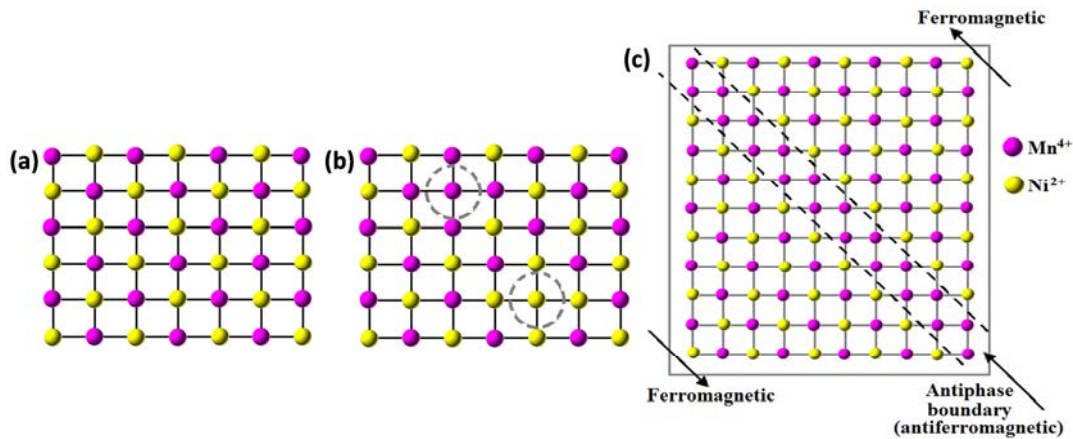 Ferromagnetic
(c)
(a)
(b)
Mn4+
Ni2+
Ferromagnetic
Antiphase
boundary
(antiferromagnetic)